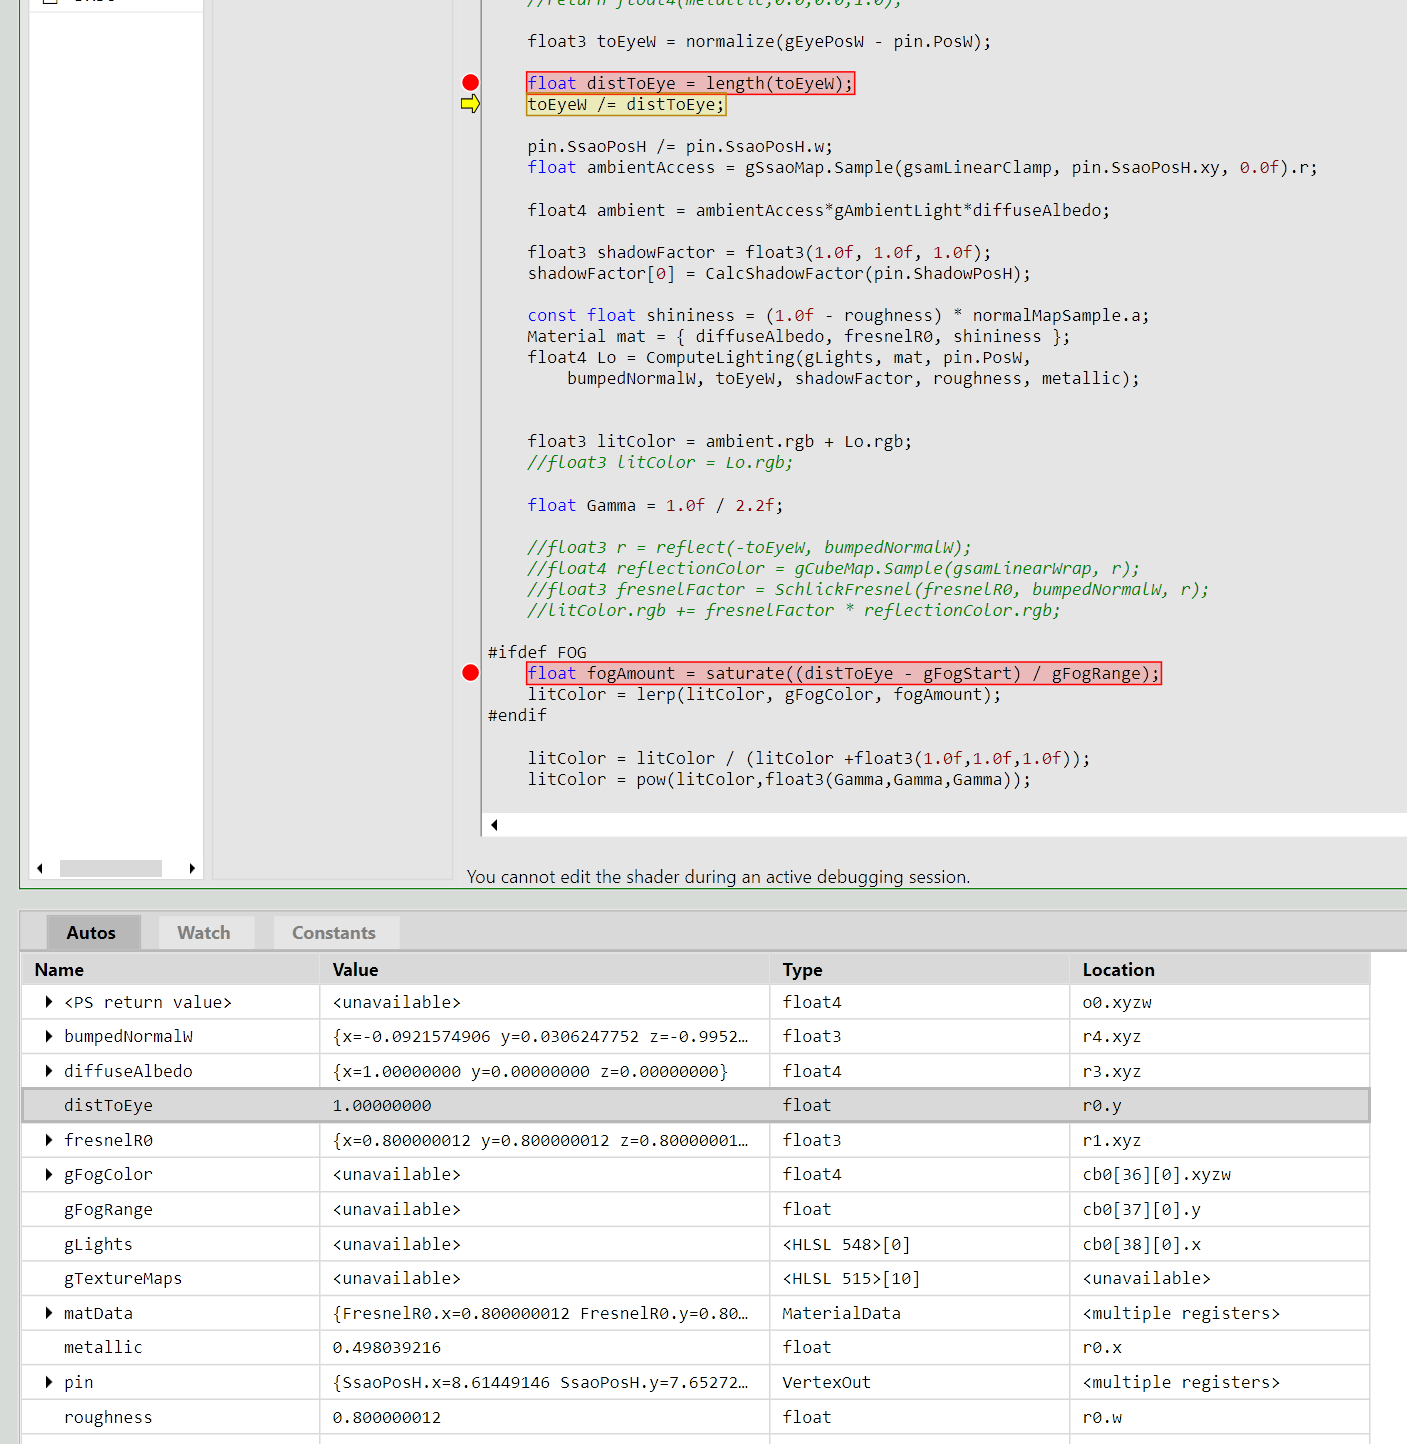 //return float4(metallic,0.0,0.0,1.0);
float3 toEyeW = normalize(gEyePosW - pin.PosW);
float distToEye = length(toEyeW);
toEyeW /= distToEye;
pin.SsaoPosH /= pin.SsaoPosH.w;
float ambientAccess = gSsaoMap.Sample(gsamLinearClamp, pin.SsaoPosH.xy, 0.0f).r;
float4 ambient = ambientAccess*gAmbientLight*diffuseAlbedo;
float3 shadowFactor = float3(1.0f, 1.0f, 1.0f);
shadowFactor[0] = CalcShadowFactor(pin.ShadowPosH);
const float shininess = (1.0f - roughness) * normalMapSample.a;
Material mat = { diffuseAlbedo, fresnelR0, shininess };
float4 Lo = ComputeLighting(gLights, mat, pin.PosW,
bumpedNormalW, toEyeW, shadowFactor, roughness, metallic);
float3 litColor = ambient.rgb + Lo.rgb;
//float3 litColor = Lo.rgb;
float Gamma = 1.0f / 2.2f;
//float3 r = reflect(-toEyeW, bumpedNormalW);
//float4 reflectionColor = gCubeMap.Sample(gsamLinearWrap, r);
//float3 fresnelFactor = SchlickFresnel(fresnelR0, bumpedNormalW, r);
//litColor.rgb += fresnelFactor * reflectionColor.rgb;
#ifdef FOG
float fogAmount = saturate((distToEye - gFogStart) / gFogRange);
litColor = lerp(litColor, gFogColor, fogAmount);
#endif
litColor = litColor / (litColor +float3(1.0f,1.0f,1.0f));
litColor = pow(litColor,float3(Gamma,Gamma,Gamma));
You cannot edit the shader during an active debugging session.
Autos Watch Constants
Name Value Type Location
<PS return value> <unavailable> float4 o0.xyzw
bumpedNormalW {x=-0.0921574906 y=0.0306247752 z=-0.9952… float3 r4.xyz
diffuseAlbedo {x=1.00000000 y=0.00000000 z=0.00000000} float4 r3.xyz
distToEye 1.00000000 float r0.y
fresnelR0 {x=0.800000012 y=0.800000012 z=0.80000001… float3 r1.xyz
gFogColor <unavailable> float4 cb0[36][0].xyzw
gFogRange <unavailable> float cb0[37][0].y
gLights <unavailable> <HLSL 548>[0] cb0[38][0].x
gTextureMaps <unavailable> <HLSL 515>[10] <unavailable>
matData {FresnelR0.x=0.800000012 FresnelR0.y=0.80… MaterialData <multiple registers>
metallic 0.498039216 float r0.x
pin {SsaoPosH.x=8.61449146 SsaoPosH.y=7.65272… VertexOut <multiple registers>
roughness 0.800000012 float r0.w